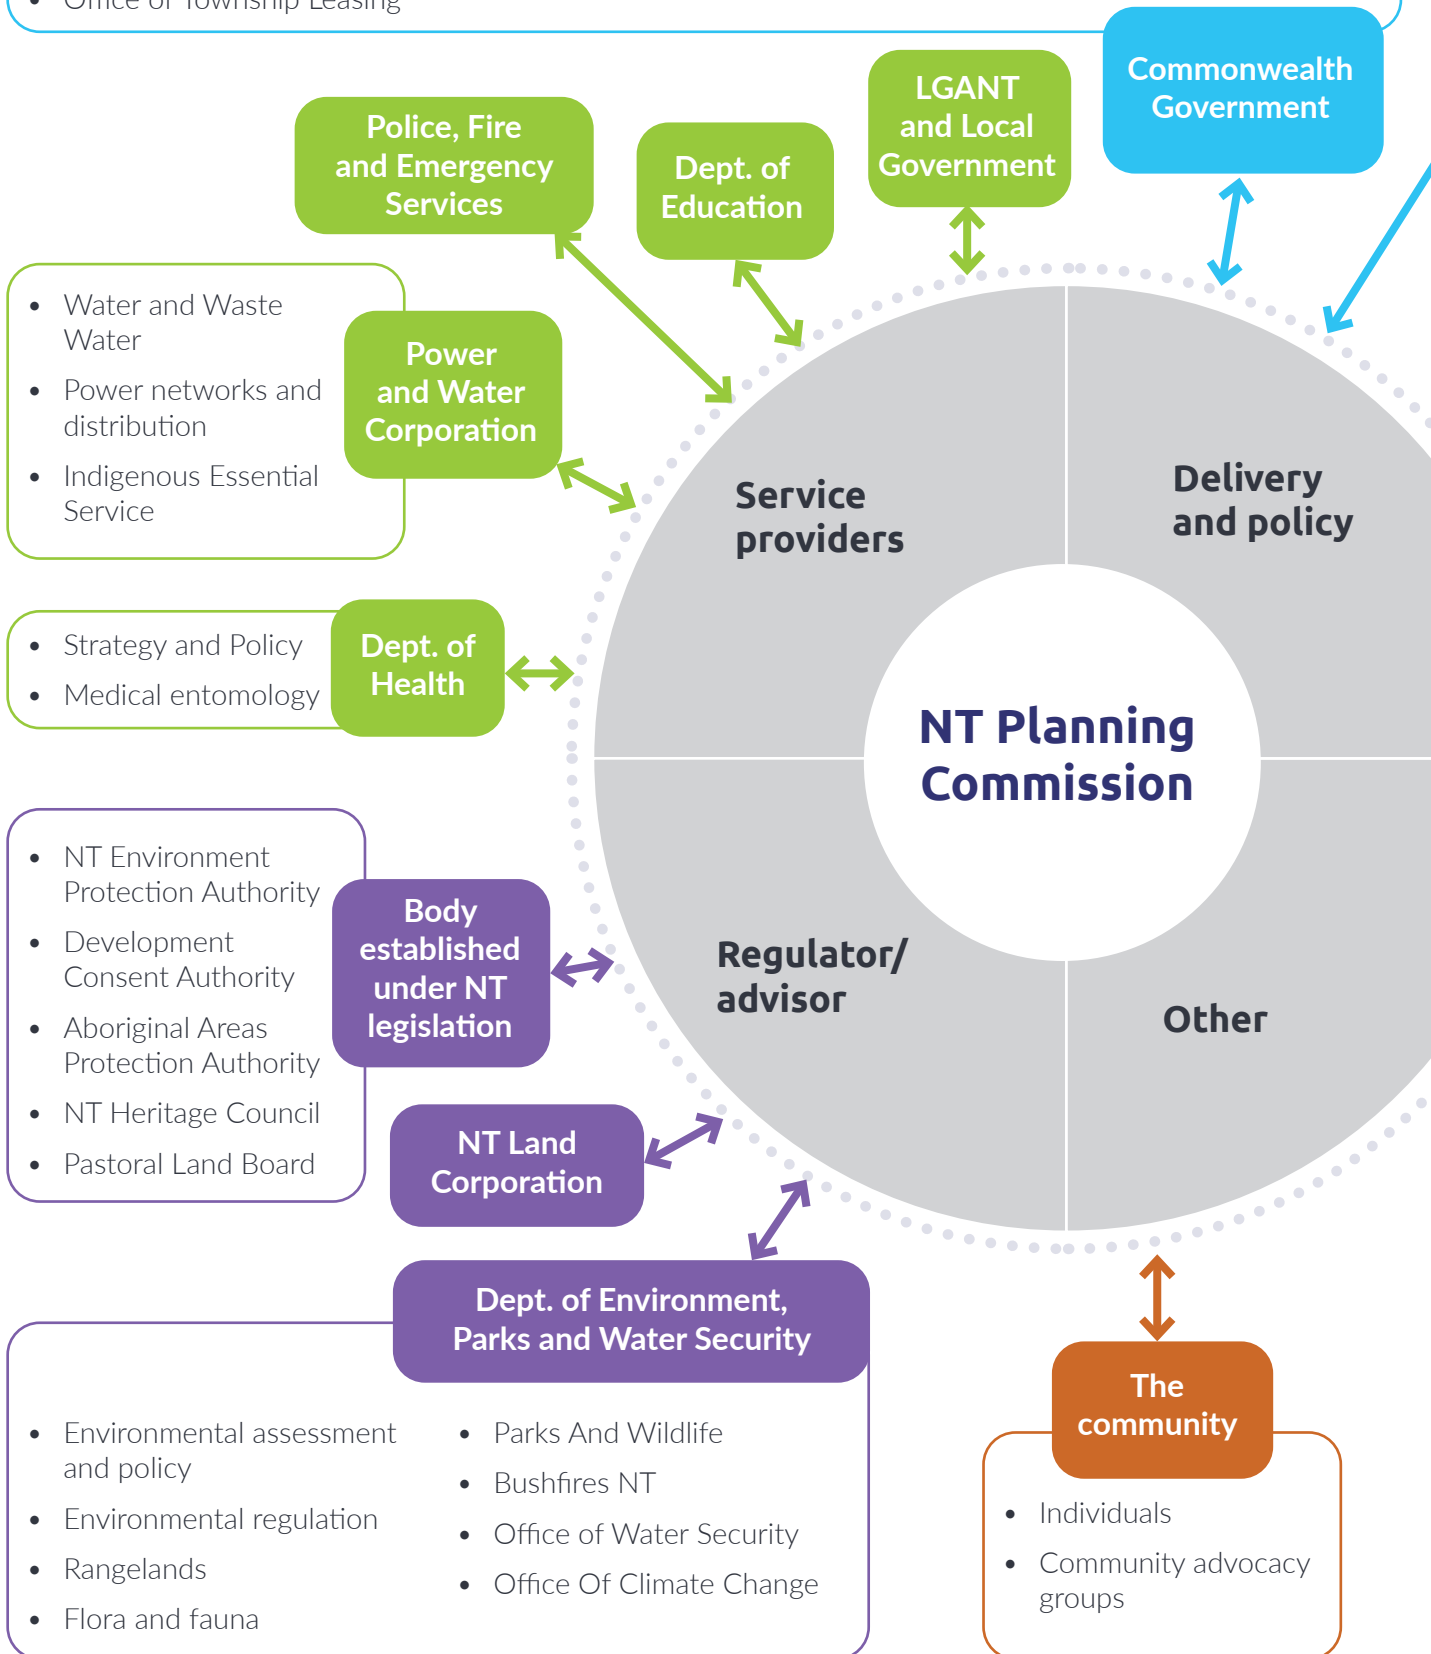 • Office of Township Leasing
Commonwealth
Government
LGANT
and Local
Government
Police, Fire
and Emergency
Services
Dept. of
Education
• Water and Waste
Water
• Power networks and
distribution
• Indigenous Essential
Service
Power
and Water
Corporation
Service
providers
Delivery
and policy
• Strategy and Policy
• Medical entomology
Dept. of
Health
NT Planning
Commission
• NT Environment
Protection Authority
• Development
Consent Authority
• Aboriginal Areas
Protection Authority
• NT Heritage Council
• Pastoral Land Board
Body
established
under NT
legislation
Regulator/
advisor
Other
NT Land
Corporation
Dept. of Environment,
Parks and Water Security
• Environmental assessment
and policy
• Environmental regulation
• Rangelands
• Flora and fauna
• Parks And Wildlife
• Bushfires NT
• Office of Water Security
• Office Of Climate Change
The
community
• Individuals
• Community advocacy
groups